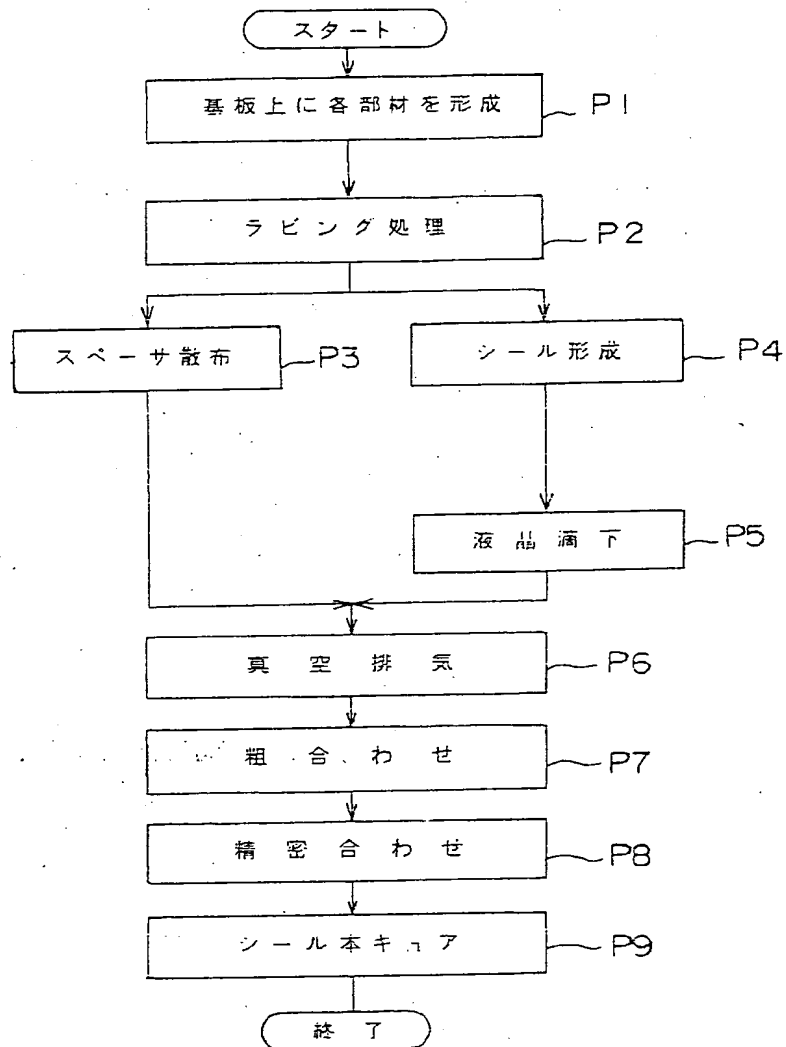 スタート
基板上に各部材を形成 P1
ラビング処理 P2
スペーサ散布 P3
シール形成 P4
液晶滴下 P5
真空排気 P6
粗合わせ P7
精密合わせ P8
シール本キュア P9
終了